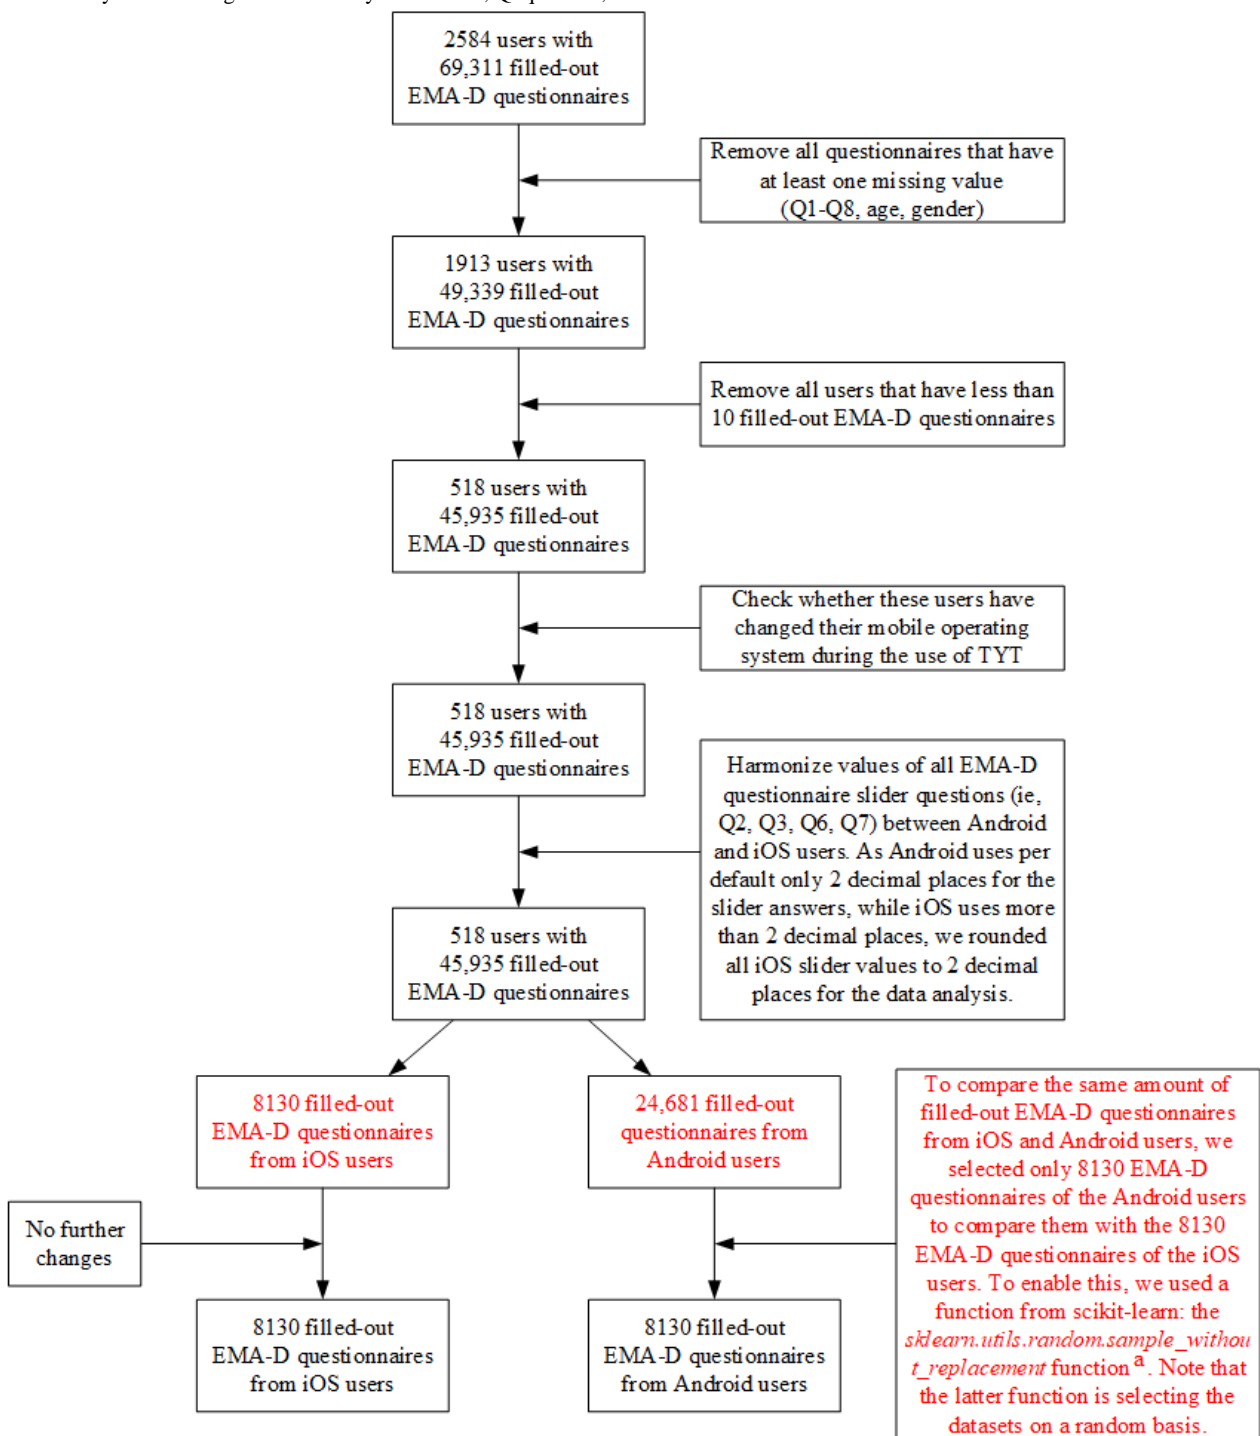 2584 users with
69,311 filled-out
EMA-D questionnaires
Remove all questionnaires that have
at least one missing value
(Q1-Q8, age, gender)
1913 users with
49,339 filled-out
EMA-D questionnaires
Remove all users that have less than
10 filled-out EMA-D questionnaires
518 users with
45,935 filled-out
EMA-D questionnaires
Check whether these users have
changed their mobile operating
system during the use of TYT
518 users with
45,935 filled-out
EMA-D questionnaires
Harmonize values of all EMA-D
questionnaire slider questions (ie,
Q2, Q3, Q6, Q7) between Android
and iOS users. As Android uses per
default only 2 decimal places for the
slider answers, while iOS uses more
than 2 decimal places, we rounded
all iOS slider values to 2 decimal
places for the data analysis.
518 users with
45,935 filled-out
EMA-D questionnaires
8130 filled-out
EMA-D questionnaires
from iOS users
24,681 filled-out
questionnaires from
Android users
To compare the same amount of
filled-out EMA-D questionnaires
from iOS and Android users, we
selected only 8130 EMA-D
questionnaires of the Android users
to compare them with the 8130
EMA-D questionnaires of the iOS
users. To enable this, we used a
function from scikit-learn: the
sklearn.utils.random.sample_withou
t_replacement function a. Note that
the latter function is selecting the
datasets on a random basis.
No further
changes
8130 filled-out
EMA-D questionnaires
from iOS users
8130 filled-out
EMA-D questionnaires
from Android users